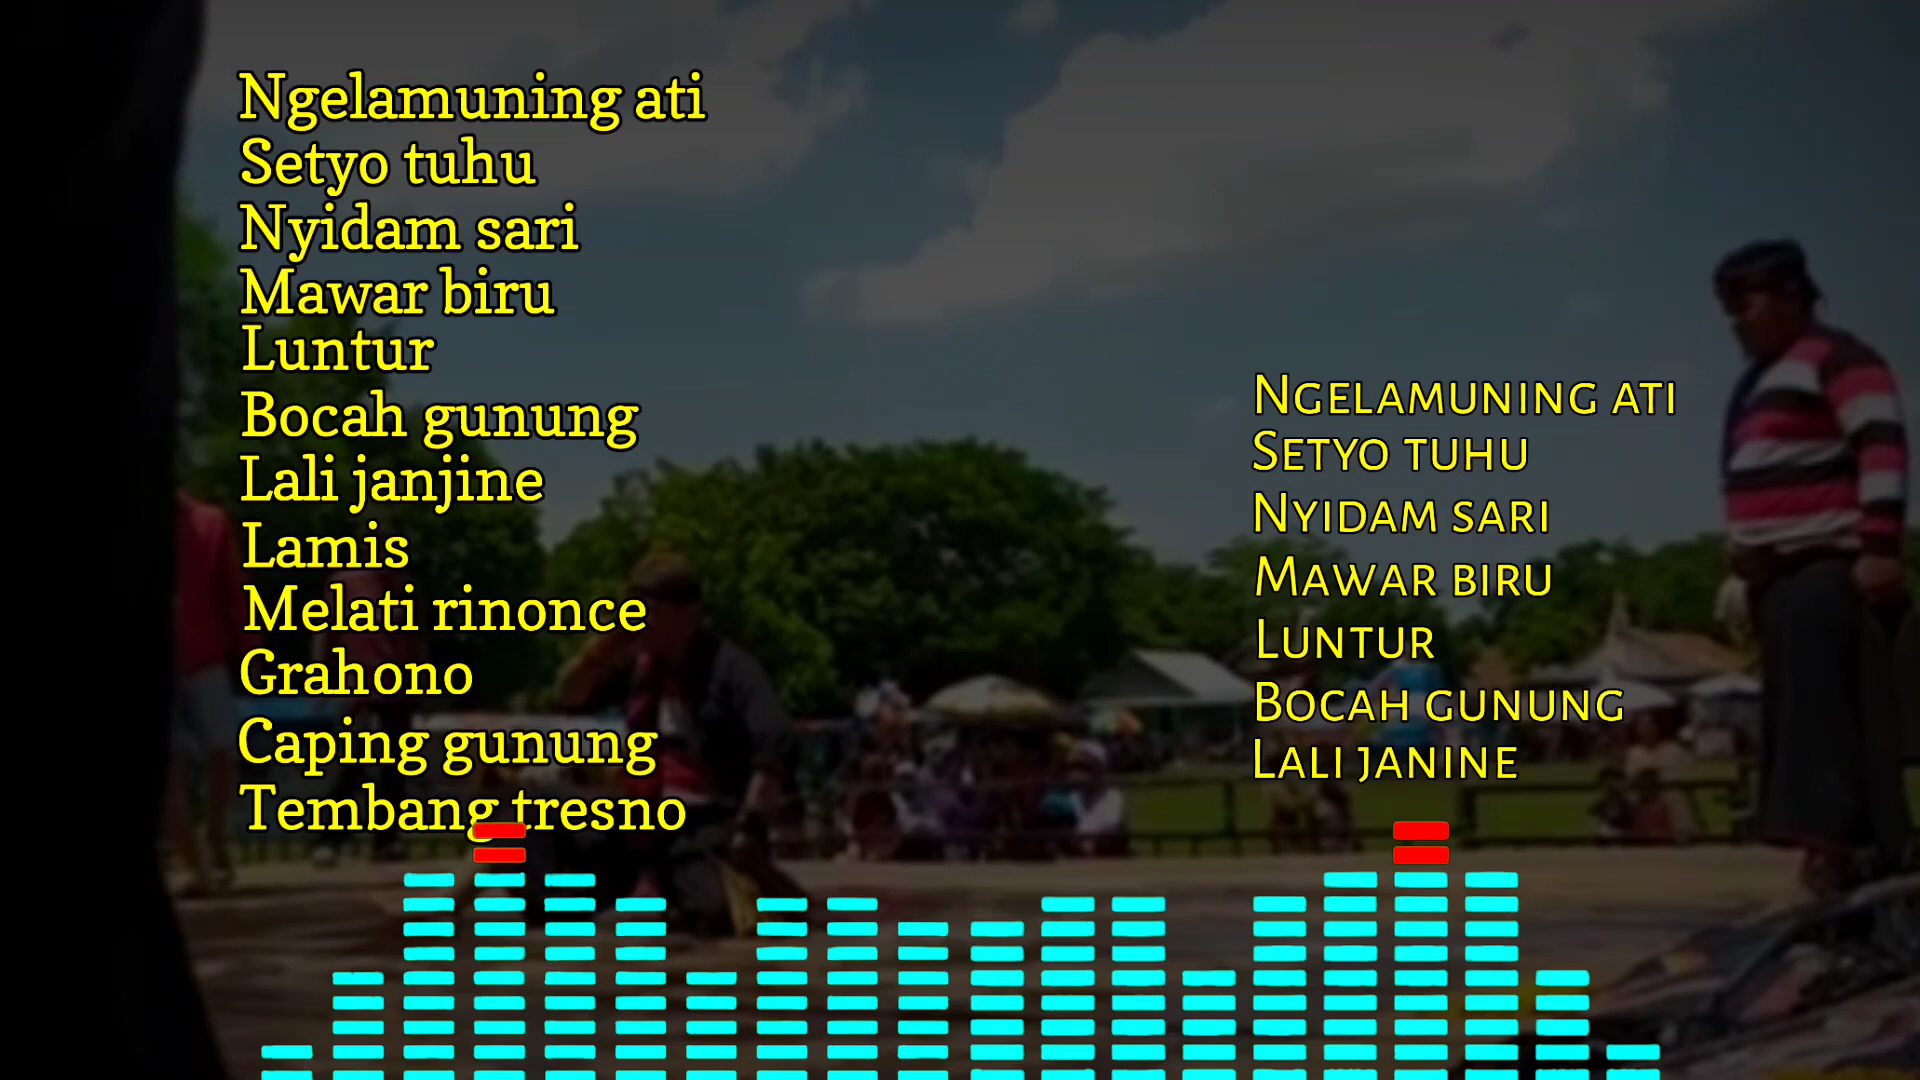 Ngelamuning ati
Setyo tuhu
Nyidam sari
Mawar biru
Luntur
Bocah gunung
Lali janjine
Lamis
Melati rinonce
Grahono
Caping gunung
Tembang tresno
Ngelamuning ati
Setyo tuhu
Nyidam sari
Mawar biru
Luntur
Bocah gunung
Lali janine